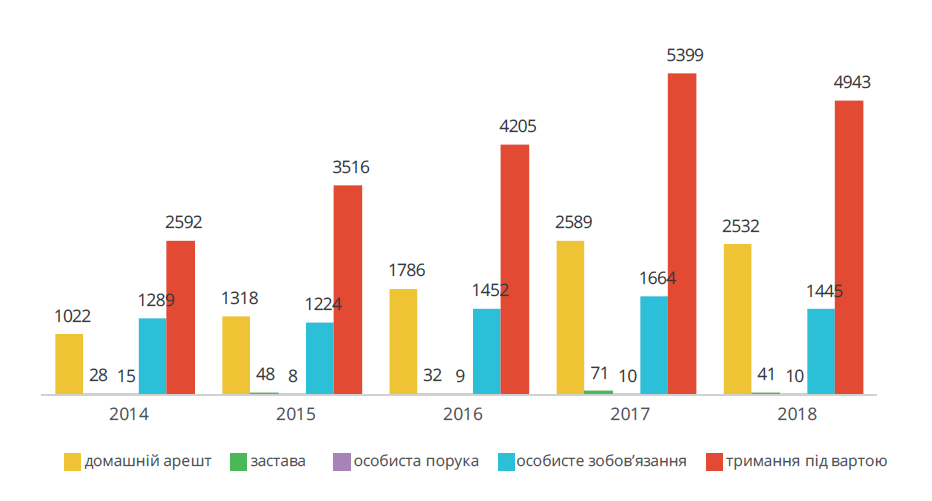 5399
4943
4205
3516
2592 2589 2532
1786 1664
1022 1289 1318 1224 1452 1445
28 15 48 8 32 9 71 10 41 10
2014 2015 2016 2017 2018
домашній арешт застава особиста порука особисте зобов’язання тримання під вартою